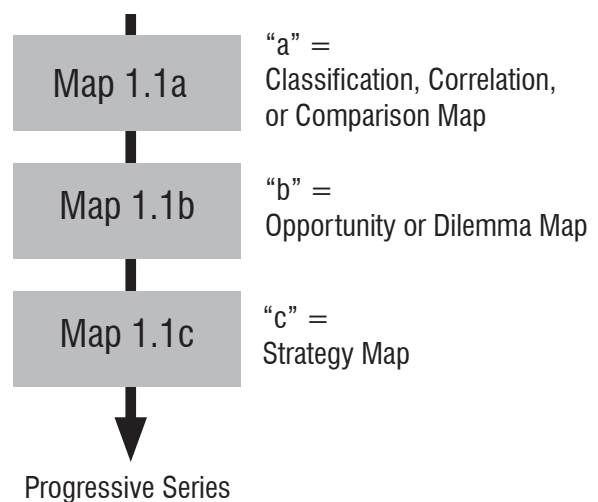 Map 1.1a
“a” =
Classification, Correlation,
or Comparison Map
Map 1.1b
“b” =
Opportunity or Dilemma Map
Map 1.1c
“c” =
Strategy Map
Progressive Series